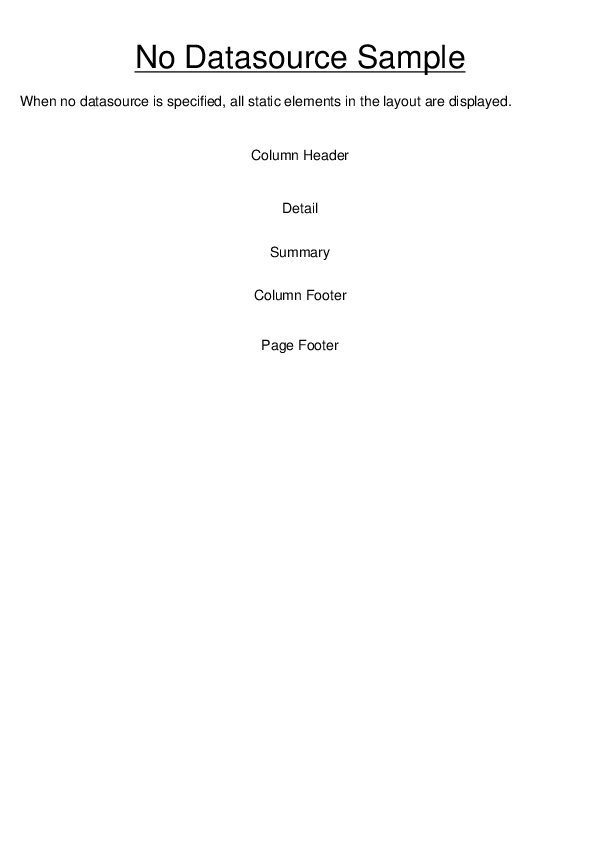 No Datasource Sample
When no datasource is specified, all static elements in the layout are displayed.
Column Header
Detail
Summary
Column Footer
Page Footer